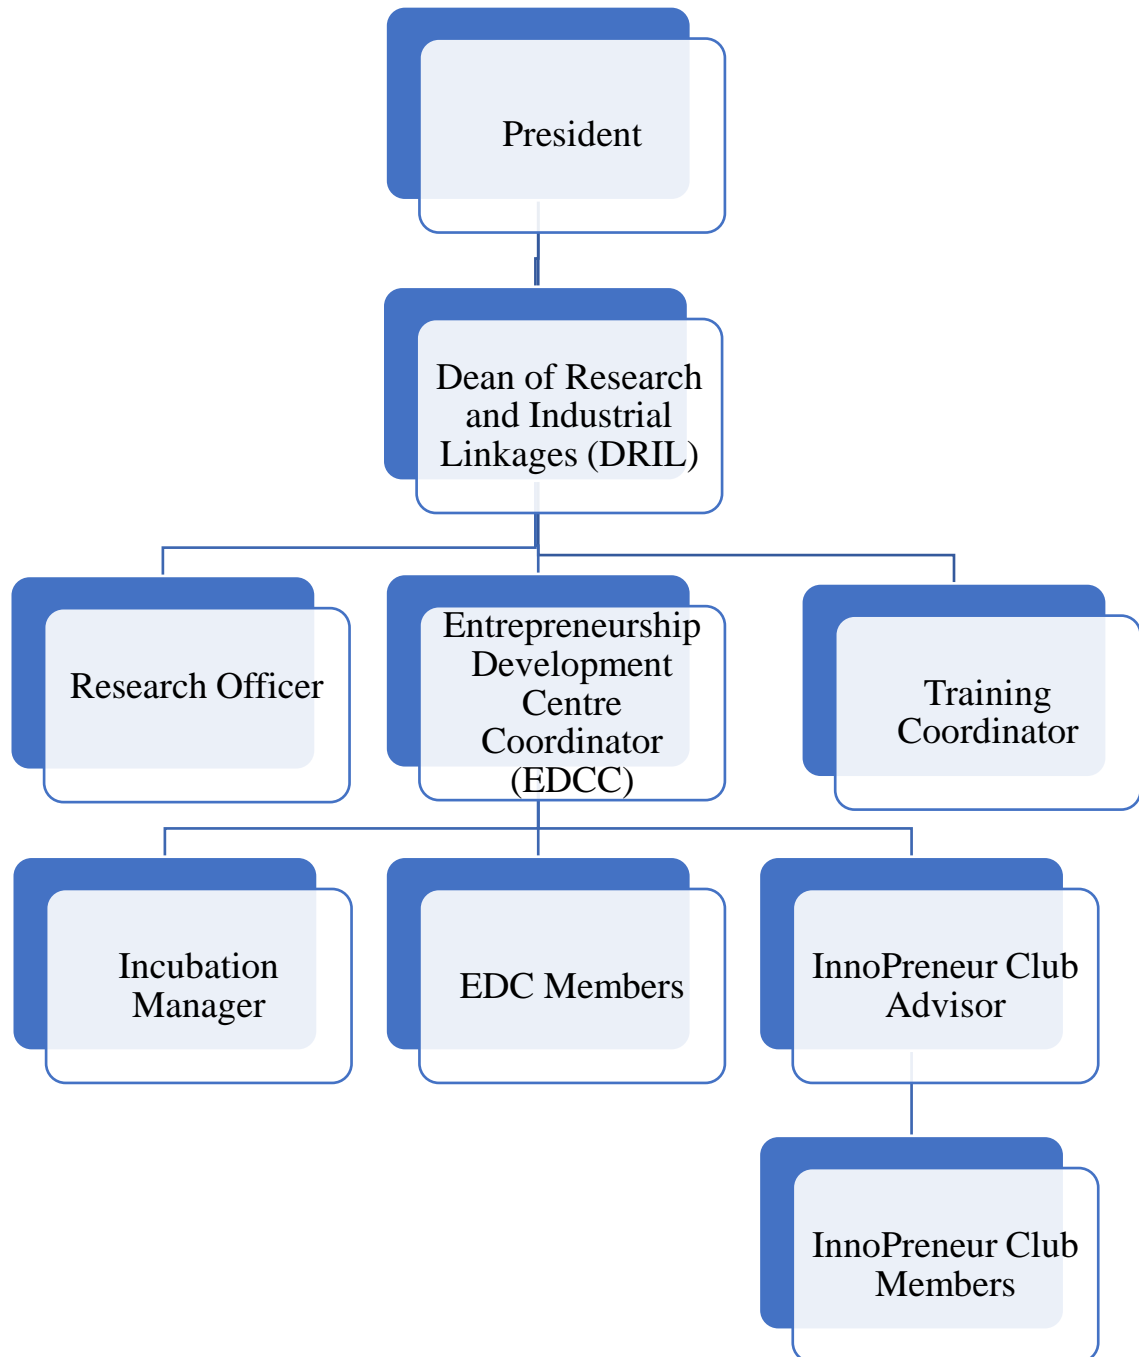 President
Dean of Research
and Industrial
Linkages (DRIL)
Research Officer
Entrepreneurship
Development
Centre
Coordinator
(EDCC)
Training
Coordinator
Incubation
Manager
EDC Members
InnoPreneur Club
Advisor
InnoPreneur Club
Members